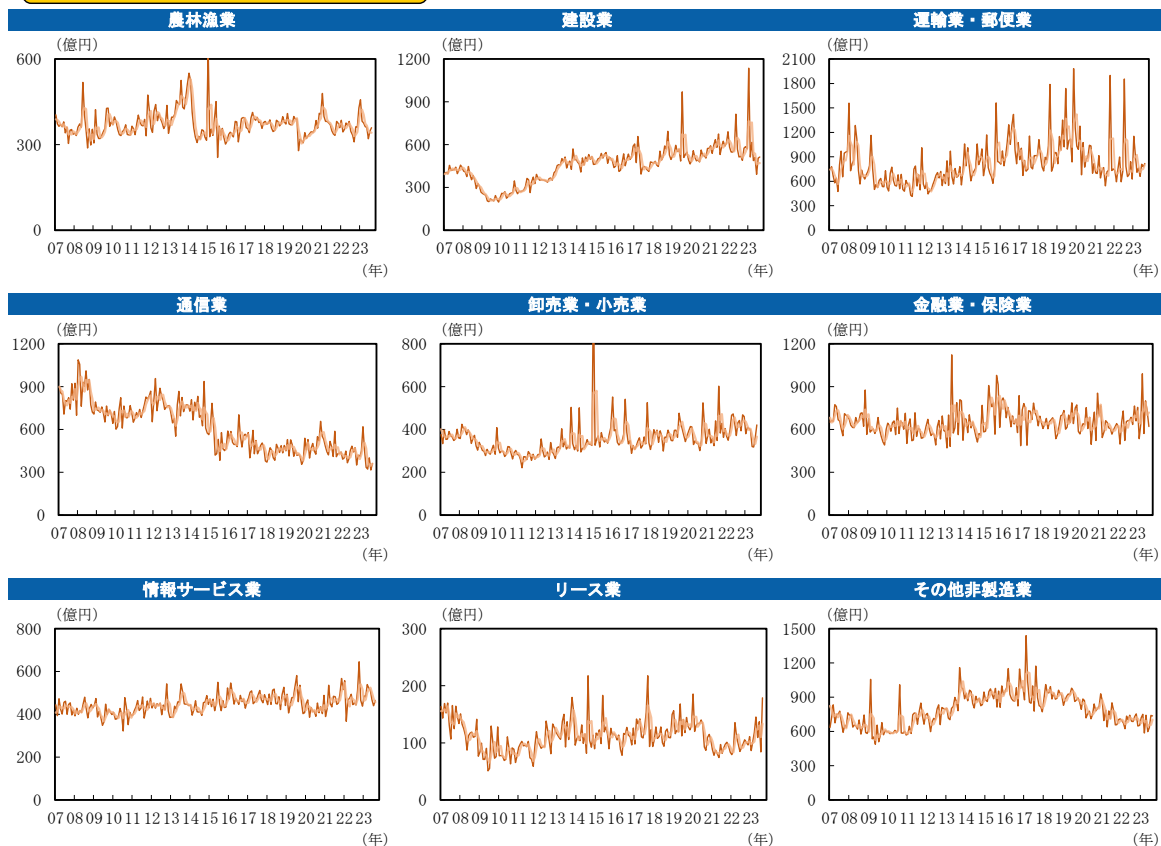 農林漁業 建設業 運輸業・郵便業
（億円） （億円） （億円）
600 1200 2100
1800
900 1500
1200
300 600 900
300 600
300
0 0 0
07 08 09 10 11 12 13 14 15 16 17 18 19 20 21 22 23 07 08 09 10 11 12 13 14 15 16 17 18 19 20 21 22 23 07 08 09 10 11 12 13 14 15 16 17 18 19 20 21 22 23
（年） （年） （年）
通信業 卸売業・小売業 金融業・保険業
（億円） （億円） （億円）
1200 800 1200
900 600 900
600 400 600
300 200 300
0 0 0
07 08 09 10 11 12 13 14 15 16 17 18 19 20 21 22 23 07 08 09 10 11 12 13 14 15 16 17 18 19 20 21 22 23 07 08 09 10 11 12 13 14 15 16 17 18 19 20 21 22 23
（年） （年） （年）
情報サービス業 リース業 その他非製造業
（億円） （億円） （億円）
800 300 1500
600 200 1200
400 900
100 600
200 300
0 0 0
07 08 09 10 11 12 13 14 15 16 17 18 19 20 21 22 23 07 08 09 10 11 12 13 14 15 16 17 18 19 20 21 22 23 07 08 09 10 11 12 13 14 15 16 17 18 19 20 21 22 23
（年） （年） （年）